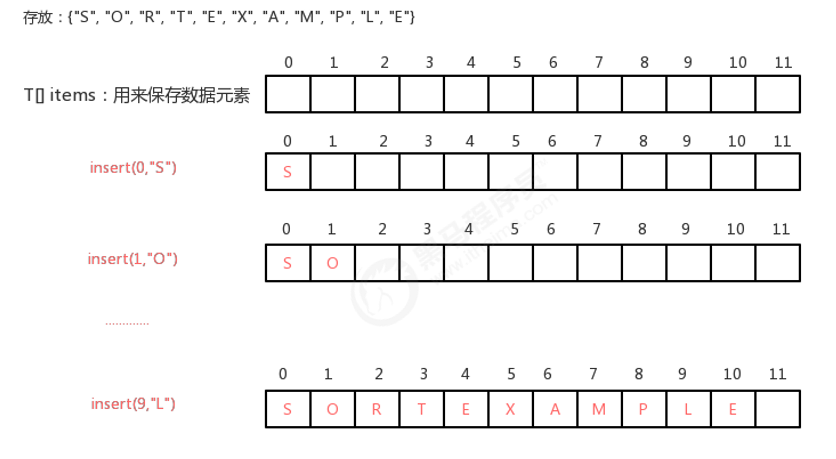 存放：{"S", "O", "R", "T", "E", "X", "A", "M", "P", "L", "E"}
0 1 2 3 4 5 6 7 8 9 10 11
T[] items：用来保存数据元素
0 1 2 3 4 5 6 7 8 9 10 11
insert(0,"S") S
0 1 2 3 4 5 6 7 8 9 10 11
insert(1,"O") S O
.............
0 1 2 3 4 5 6 7 8 9 10 11
insert(9,"L") S O R T E X A M P L E
黑马程序员